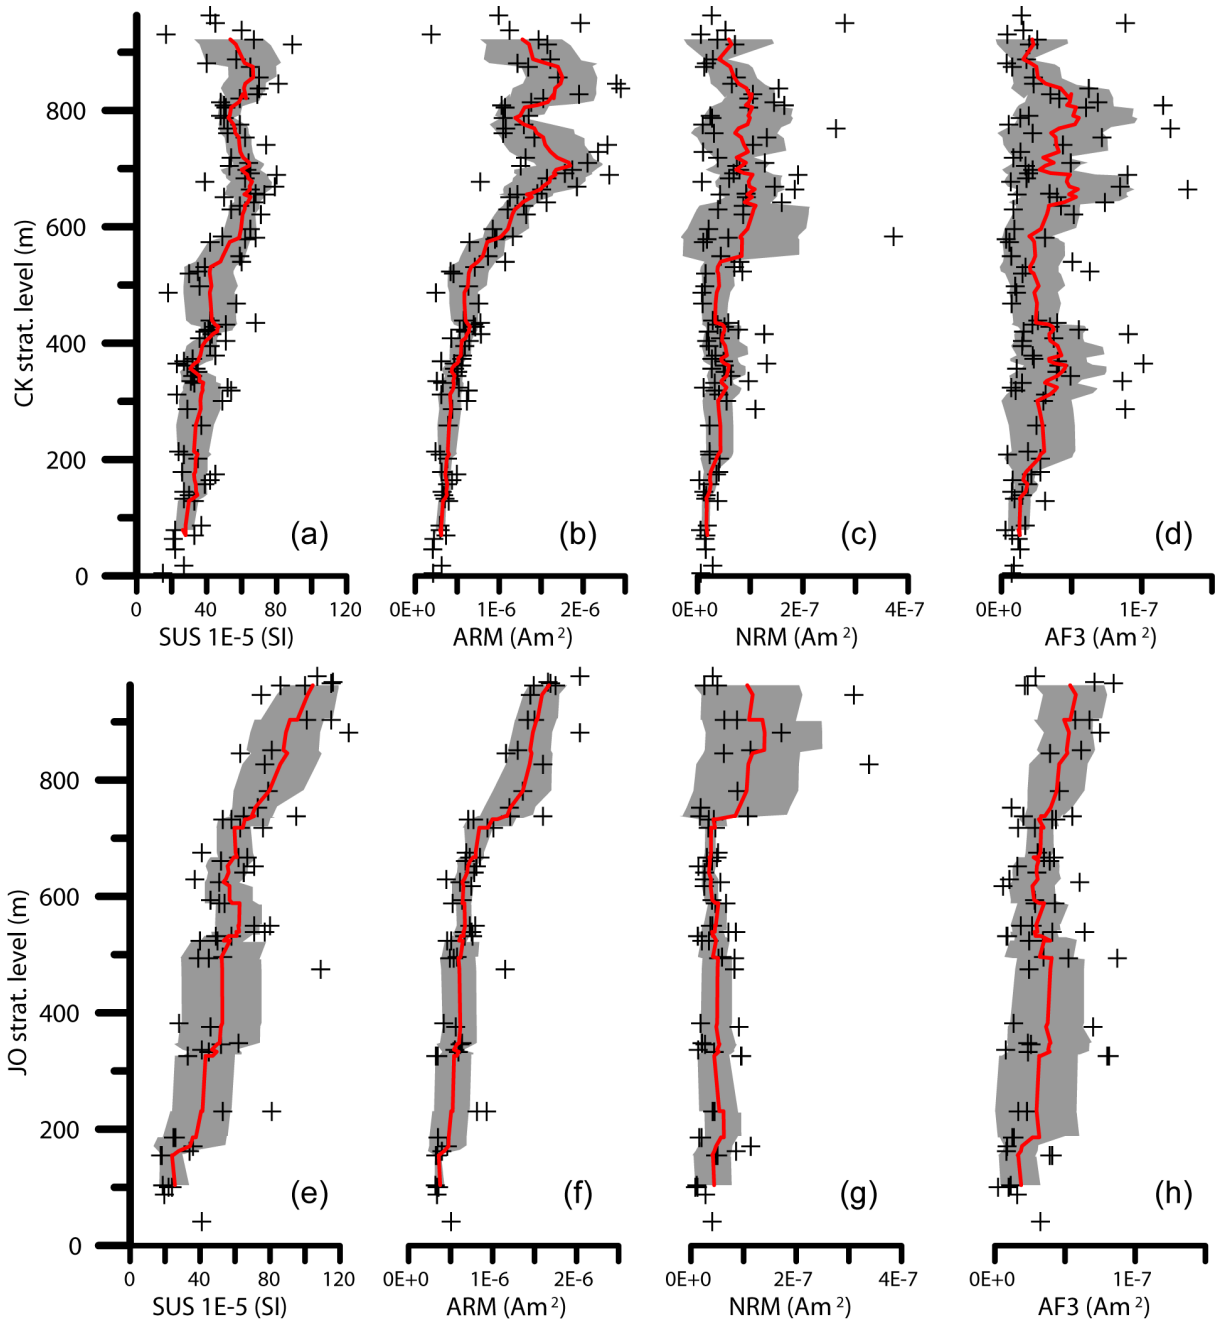 CK strat. level (m)
800
600
400
200
0
(a)
(b)
(c)
(d)
0 40 80 120
0E+0 1E-6 2E-6
0E+0 2E-7 4E-7
0E+0 1E-7
SUS 1E-5 (SI)
ARM (Am²)
NRM (Am²)
AF3 (Am²)
JO strat. level (m)
800
600
400
200
0
(e)
(f)
(g)
(h)
0 40 80 120
0E+0 1E-6 2E-6
0E+0 2E-7 4E-7
0E+0 1E-7
SUS 1E-5 (SI)
ARM (Am²)
NRM (Am²)
AF3 (Am²)